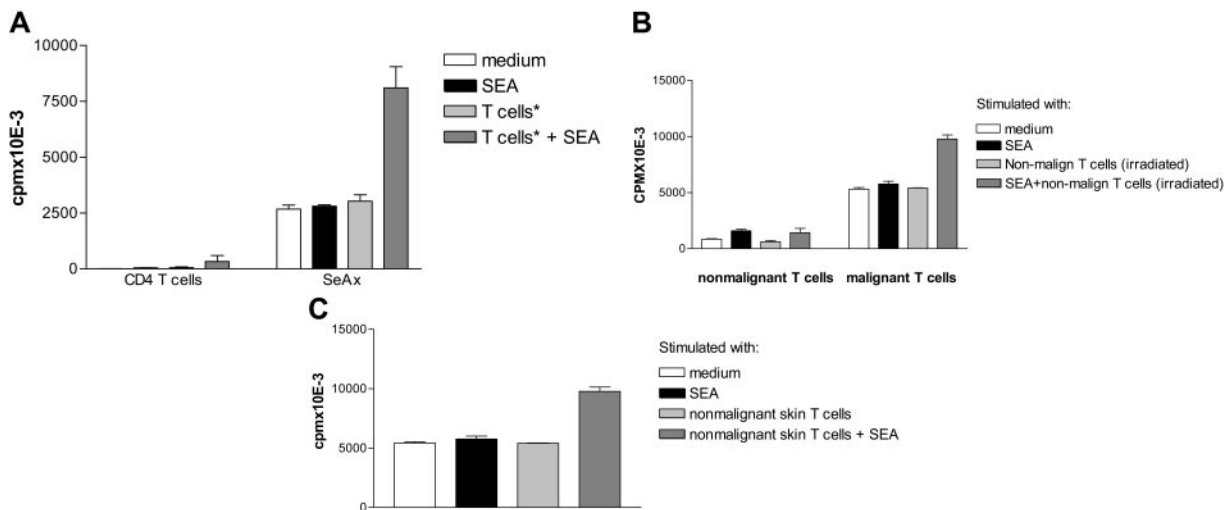 A
cpmx10E-3
10000
7500
5000
2500
0
CD4 T cells
SeAx
medium
SEA
T cells*
T cells* + SEA
B
CPMX10E-3
15000
10000
5000
0
nonmalignant T cells
malignant T cells
Stimulated with:
medium
SEA
Non-malign T cells (irradiated)
SEA+non-malign T cells (irradiated)
C
cpmx10E-3
15000
10000
5000
0
Stimulated with:
medium
SEA
nonmalignant skin T cells
nonmalignant skin T cells + SEA